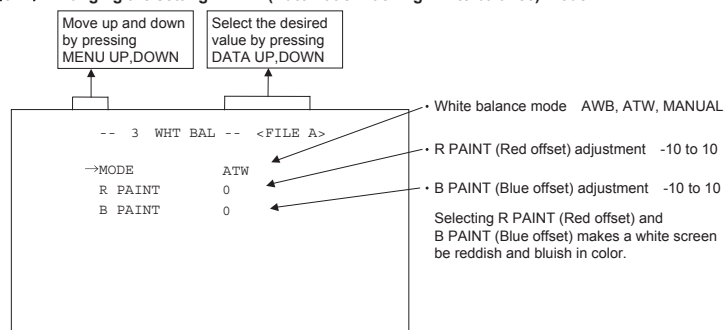 Move up and down
by pressing
MENU UP,DOWN
Select the desired
value by pressing
DATA UP,DOWN
-- 3 WHT BAL -- <FILE A>
→MODE ATW
R PAINT 0
B PAINT 0
• White balance mode AWB, ATW, MANUAL
• R PAINT (Red offset) adjustment -10 to 10
• B PAINT (Blue offset) adjustment -10 to 10
Selecting R PAINT (Red offset) and
B PAINT (Blue offset) makes a white screen
be reddish and bluish in color.